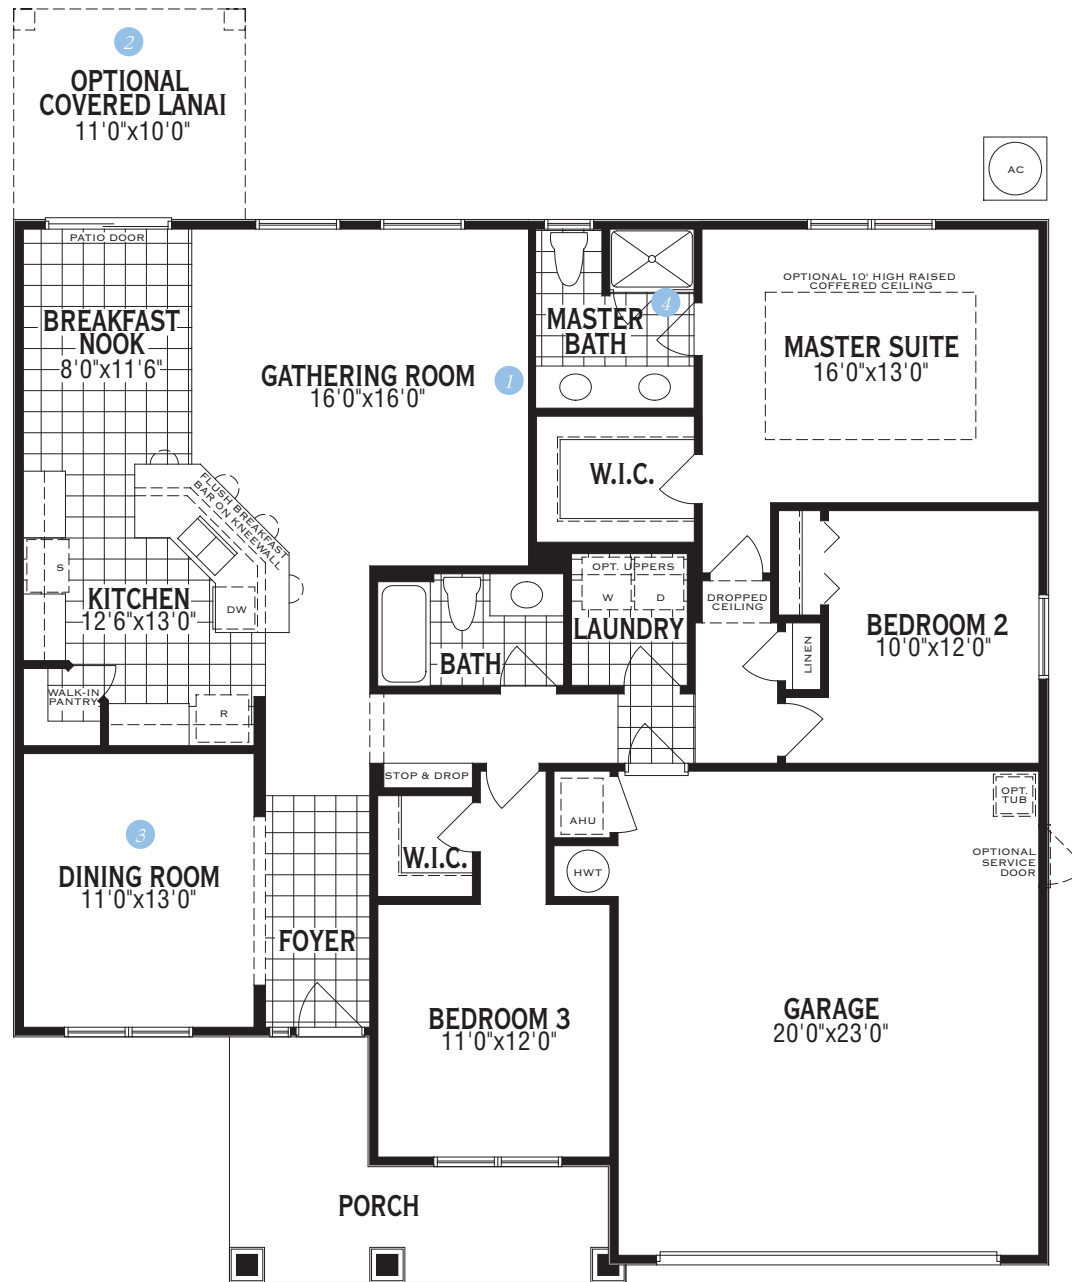 2
OPTIONAL
COVERED LANAI
11'0"x10'0"
AC
PATIO DOOR
BREAKFAST
NOOK
8'0"x11'6"
GATHERING ROOM
16'0"x16'0"
1
4
MASTER
BATH
OPTIONAL 10' HIGH RAISED
COFFERED CEILING
MASTER SUITE
16'0"x13'0"
W.I.C.
FLUSH BREAKFAST
BAR ON KNEEWALL
S
DW
KITCHEN
12'6"x13'0"
OPT. UPPERS
W
D
LAUNDRY
BATH
DROPPED
CEILING
LINEN
BEDROOM 2
10'0"x12'0"
WALK-IN
PANTRY
R
STOP & DROP
W.I.C.
AHU
HWT
OPT.
TUB
OPTIONAL
SERVICE
DOOR
3
DINING ROOM
11'0"x13'0"
FOYER
BEDROOM 3
11'0"x12'0"
GARAGE
20'0"x23'0"
PORCH